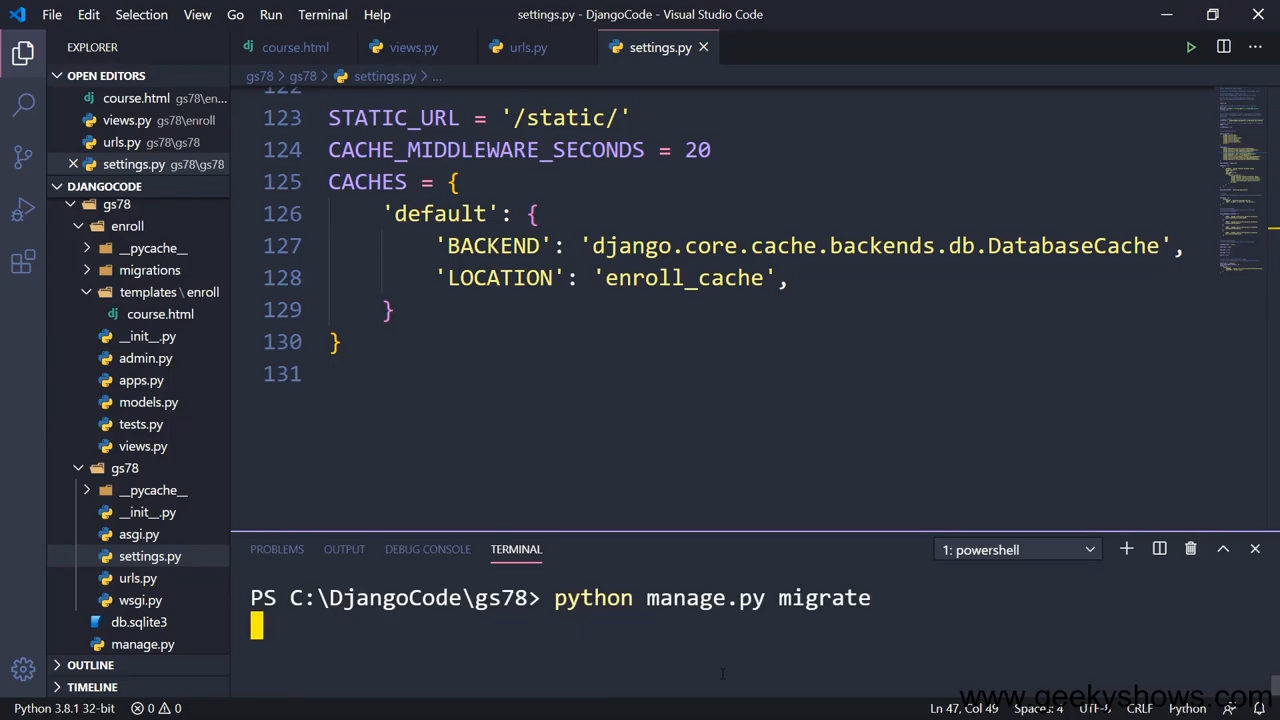 File Edit Selection View Go Run Terminal Help
settings.py - DjangoCode - Visual Studio Code
EXPLORER
course.html
views.py
urls.py
settings.py
OPEN EDITORS
course.html gs78\en...
views.py gs78\enroll
urls.py gs78\gs78
settings.py gs78\gs78
DJANGOCODE
gs78
enroll
__pycache__
migrations
templates \ enroll
course.html
__init__.py
admin.py
apps.py
models.py
tests.py
views.py
gs78
__pycache__
__init__.py
asgi.py
settings.py
urls.py
wsgi.py
db.sqlite3
manage.py
OUTLINE
TIMELINE
gs78 > gs78 > settings.py > ...
122
123 STATIC_URL = '/static/'
124 CACHE_MIDDLEWARE_SECONDS = 20
125 CACHES = {
126 'default': {
127 'BACKEND': 'django.core.cache.backends.db.DatabaseCache',
128 'LOCATION': 'enroll_cache',
129 }
130 }
131
PROBLEMS OUTPUT DEBUG CONSOLE TERMINAL
1: powershell
PS C:\DjangoCode\gs78> python manage.py migrate
www.geekyshows.com
Python 3.8.1 32-bit 0 0
Ln 47, Col 49 Spaces: 4 UTF-8 CRLF Python